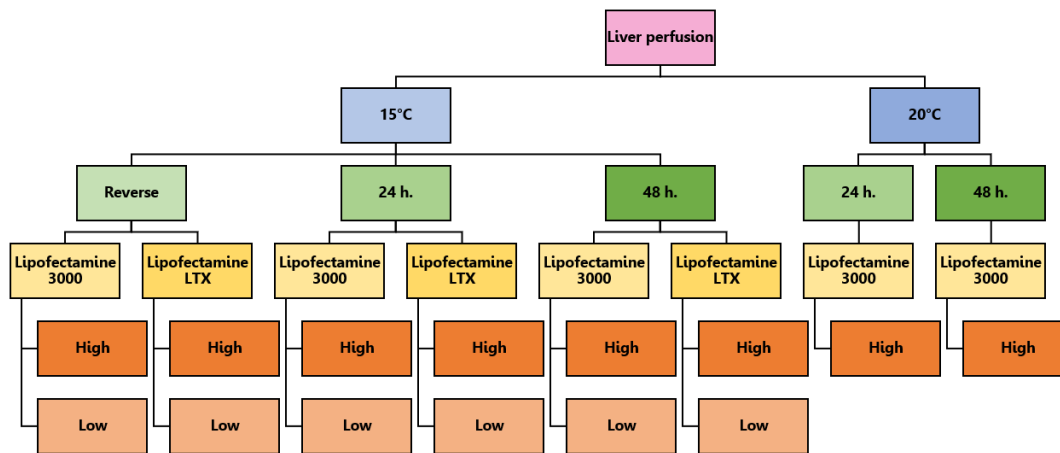 Liver perfusion
15°C
20°C
Reverse
24 h.
48 h.
24 h.
48 h.
Lipofectamine
3000
Lipofectamine
LTX
Lipofectamine
3000
Lipofectamine
LTX
Lipofectamine
3000
Lipofectamine
LTX
Lipofectamine
3000
Lipofectamine
3000
High
High
High
High
High
High
High
High
Low
Low
Low
Low
Low
Low